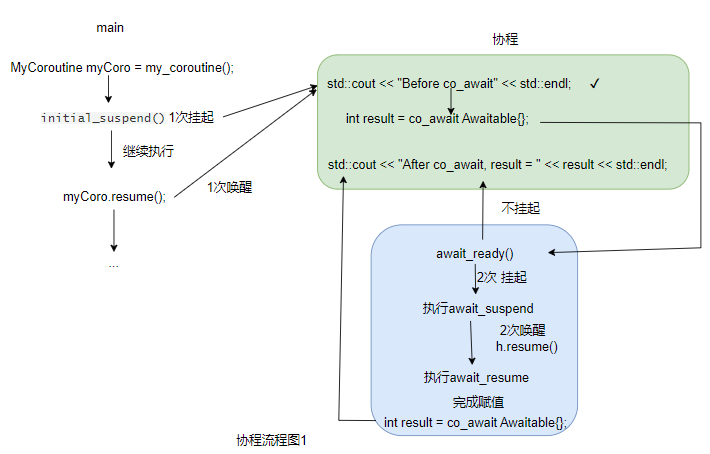 main
MyCoroutine myCoro = my_coroutine();
initial_suspend() 1次挂起
继续执行
myCoro.resume();
1次唤醒
...
协程
std::cout << "Before co_await" << std::endl; ✓
int result = co_await Awaitable{};
std::cout << "After co_await, result = " << result << std::endl;
不挂起
await_ready()
2次 挂起
执行await_suspend
2次唤醒
h.resume()
执行await_resume
完成赋值
int result = co_await Awaitable{};
协程流程图1